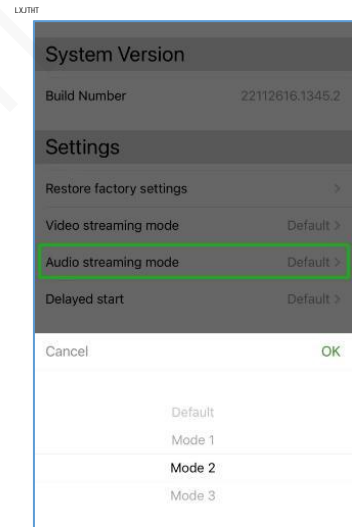 LXJTHT
System Version
Build Number 22112616.1345.2
Settings
Restore factory settings >
Video streaming mode Default >
Audio streaming mode Default >
Delayed start Default >
Cancel OK
Default
Mode 1
Mode 2
Mode 3